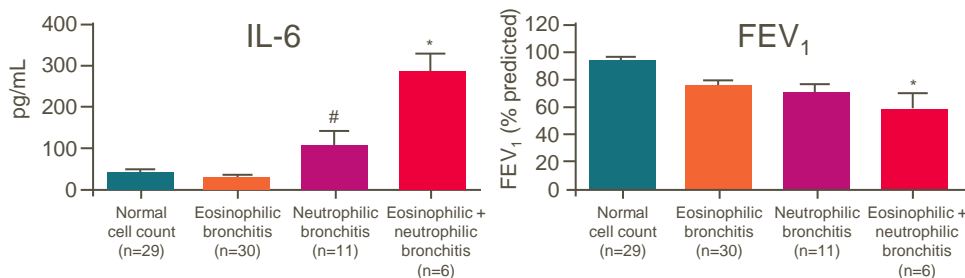 IL-6
pg/mL
400
300
200
100
0
#
*
Normal
cell count
(n=29)
Eosinophilic
bronchitis
(n=30)
Neutrophilic
bronchitis
(n=11)
Eosinophilic +
neutrophilic
bronchitis
(n=6)
FEV1
FEV1 (% predicted)
120
100
80
60
40
20
0
*
Normal
cell count
(n=29)
Eosinophilic
bronchitis
(n=30)
Neutrophilic
bronchitis
(n=11)
Eosinophilic +
neutrophilic
bronchitis
(n=6)